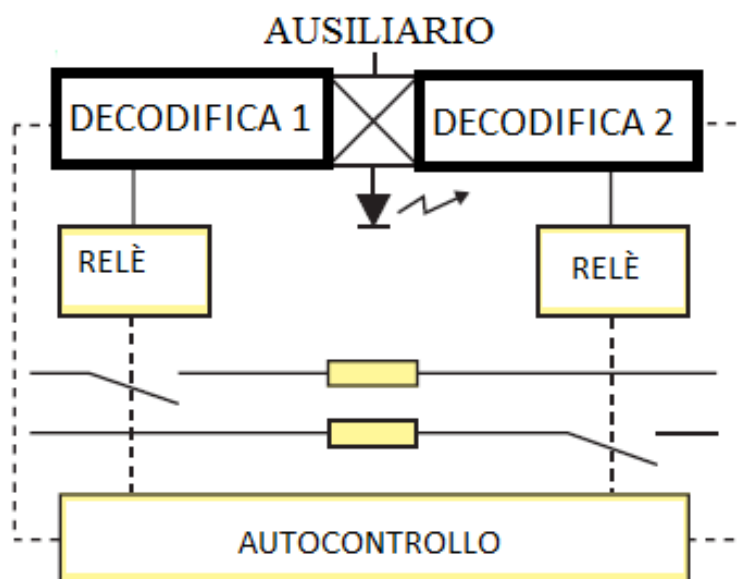 AUSILIARIO
DECODIFICA 1
DECODIFICA 2
RELÈ
RELÈ
AUTOCONTROLLO